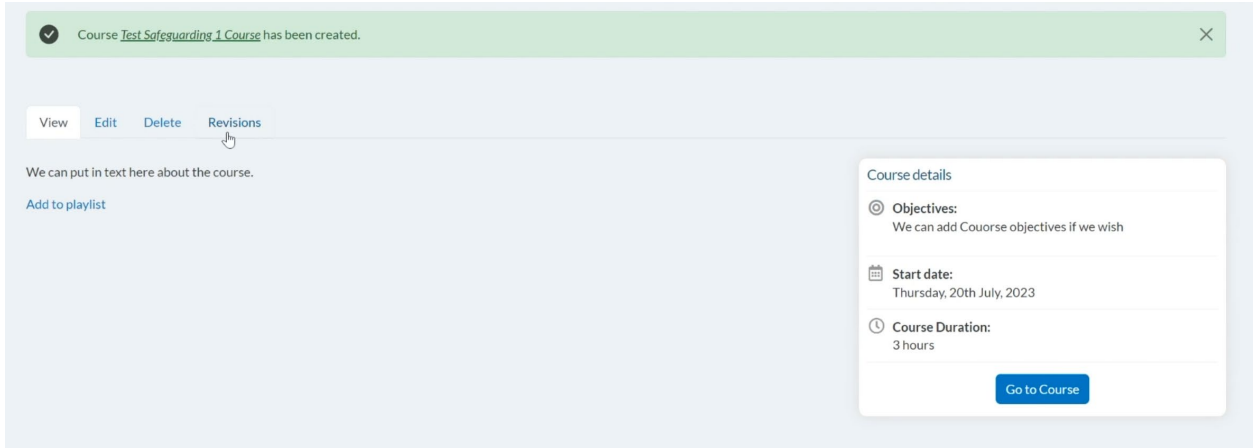 Course Test Safeguarding 1 Course has been created.
View Edit Delete Revisions
We can put in text here about the course.
Add to playlist
Course details
Objectives:
We can add Couorse objectives if we wish
Start date:
Thursday, 20th July, 2023
Course Duration:
3 hours
Go to Course